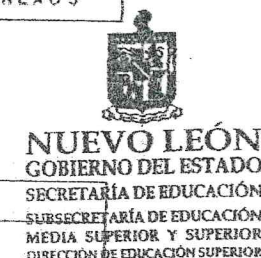 NUEVO LEÓN
GOBIERNO DEL ESTADO
SECRETARÍA DE EDUCACIÓN
SUBSECRETARÍA DE EDUCACIÓN
MEDIA SUPERIOR Y SUPERIOR
DIRECCIÓN DE EDUCACIÓN SUPERIOR